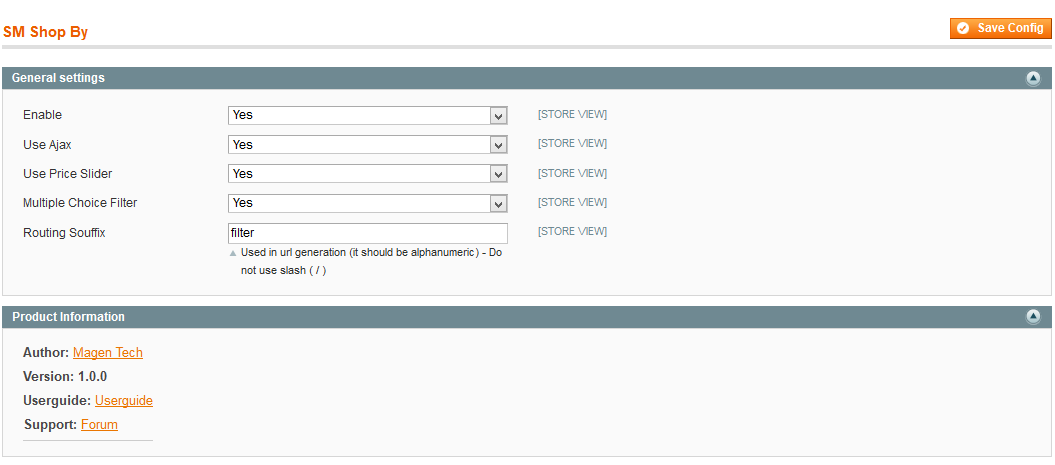 SM Shop By
Save Config
General settings
Enable Yes [STORE VIEW]
Use Ajax Yes [STORE VIEW]
Use Price Slider Yes [STORE VIEW]
Multiple Choice Filter Yes [STORE VIEW]
Routing Souffix filter [STORE VIEW]
Used in url generation (it should be alphanumeric) - Do
not use slash ( / )
Product Information
Author: Magen Tech
Version: 1.0.0
Userguide: Userguide
Support: Forum